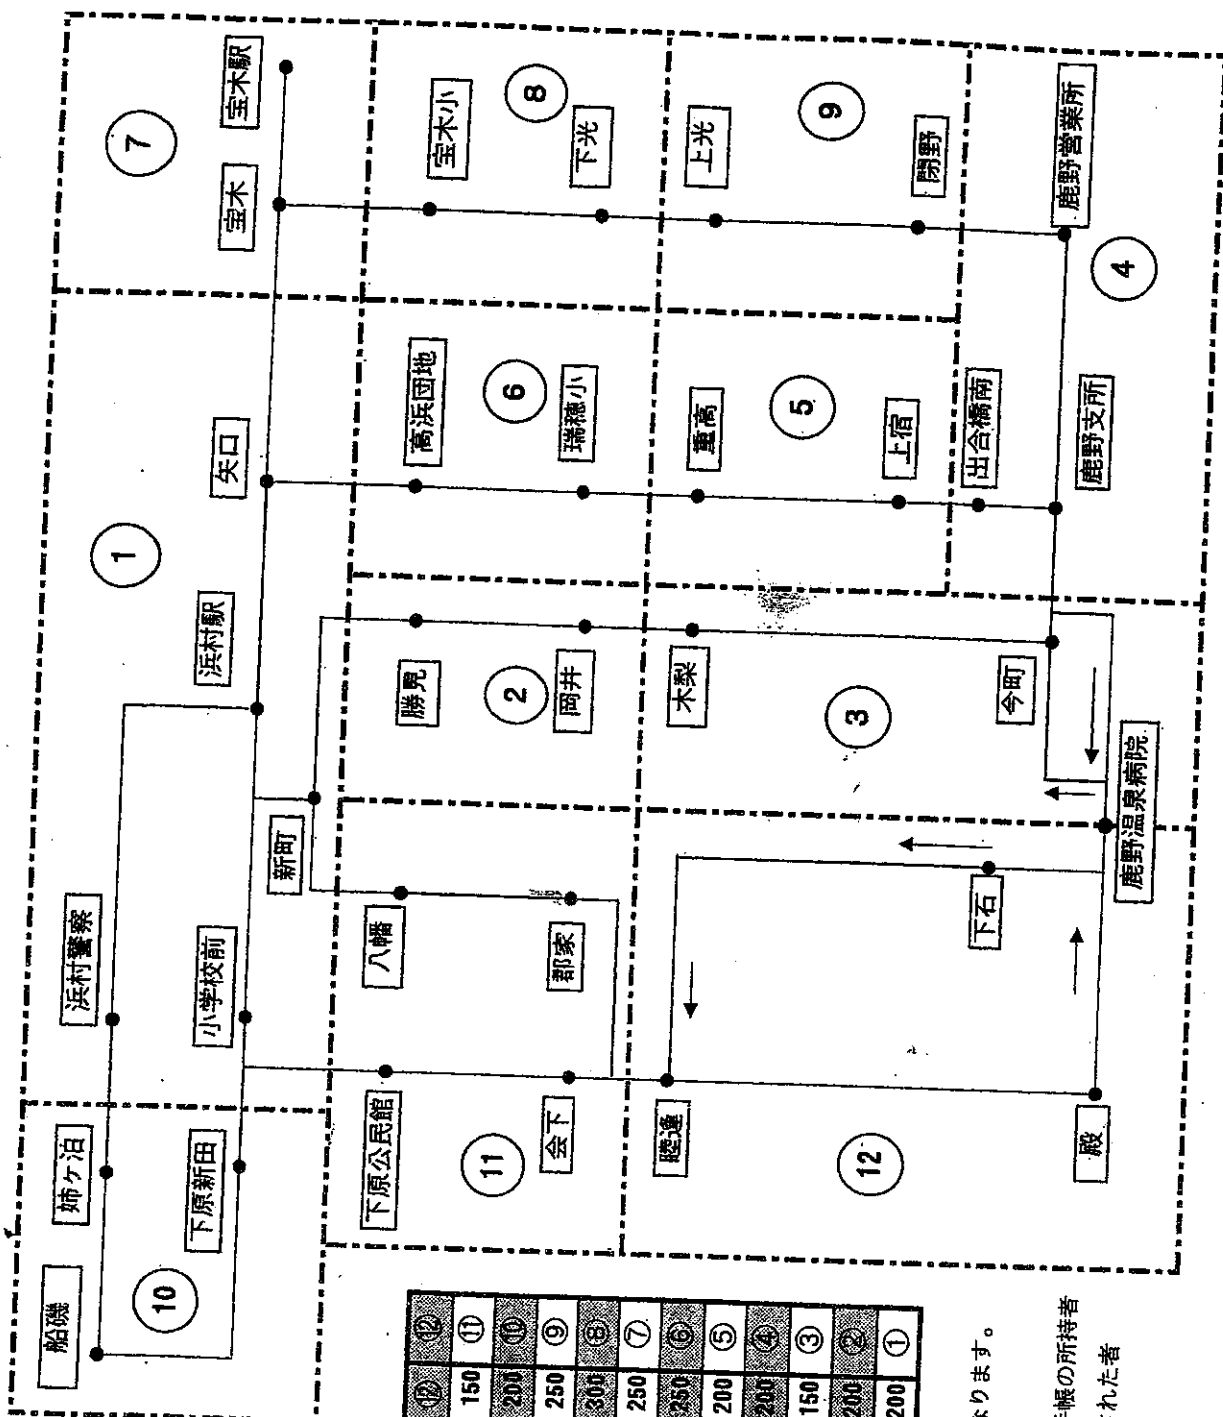 船磯
姉ケ泊
浜村警察
下原新田
小学校前
新町
浜村駅
矢口
宝木
宝木駅
10
1
7
下原公民館
会下
11
八幡
郡家
勝見
2
岡井
高浜団地
6
瑞穂小
宝木小
8
下光
睦逢
12
殿
下石
木梨
3
今町
鹿野温泉病院
重高
5
上宿
出合橋南
鹿野支所
上光
9
閉野
鹿野営業所
4
⑫ ⑫
150 ⑪
200 ⑩
250 ⑨
300 ⑧
250 ⑦
250 ⑥
200 ⑤
200 ④
150 ③
200 ②
200 ①
なります。
手帳の所持者
された者